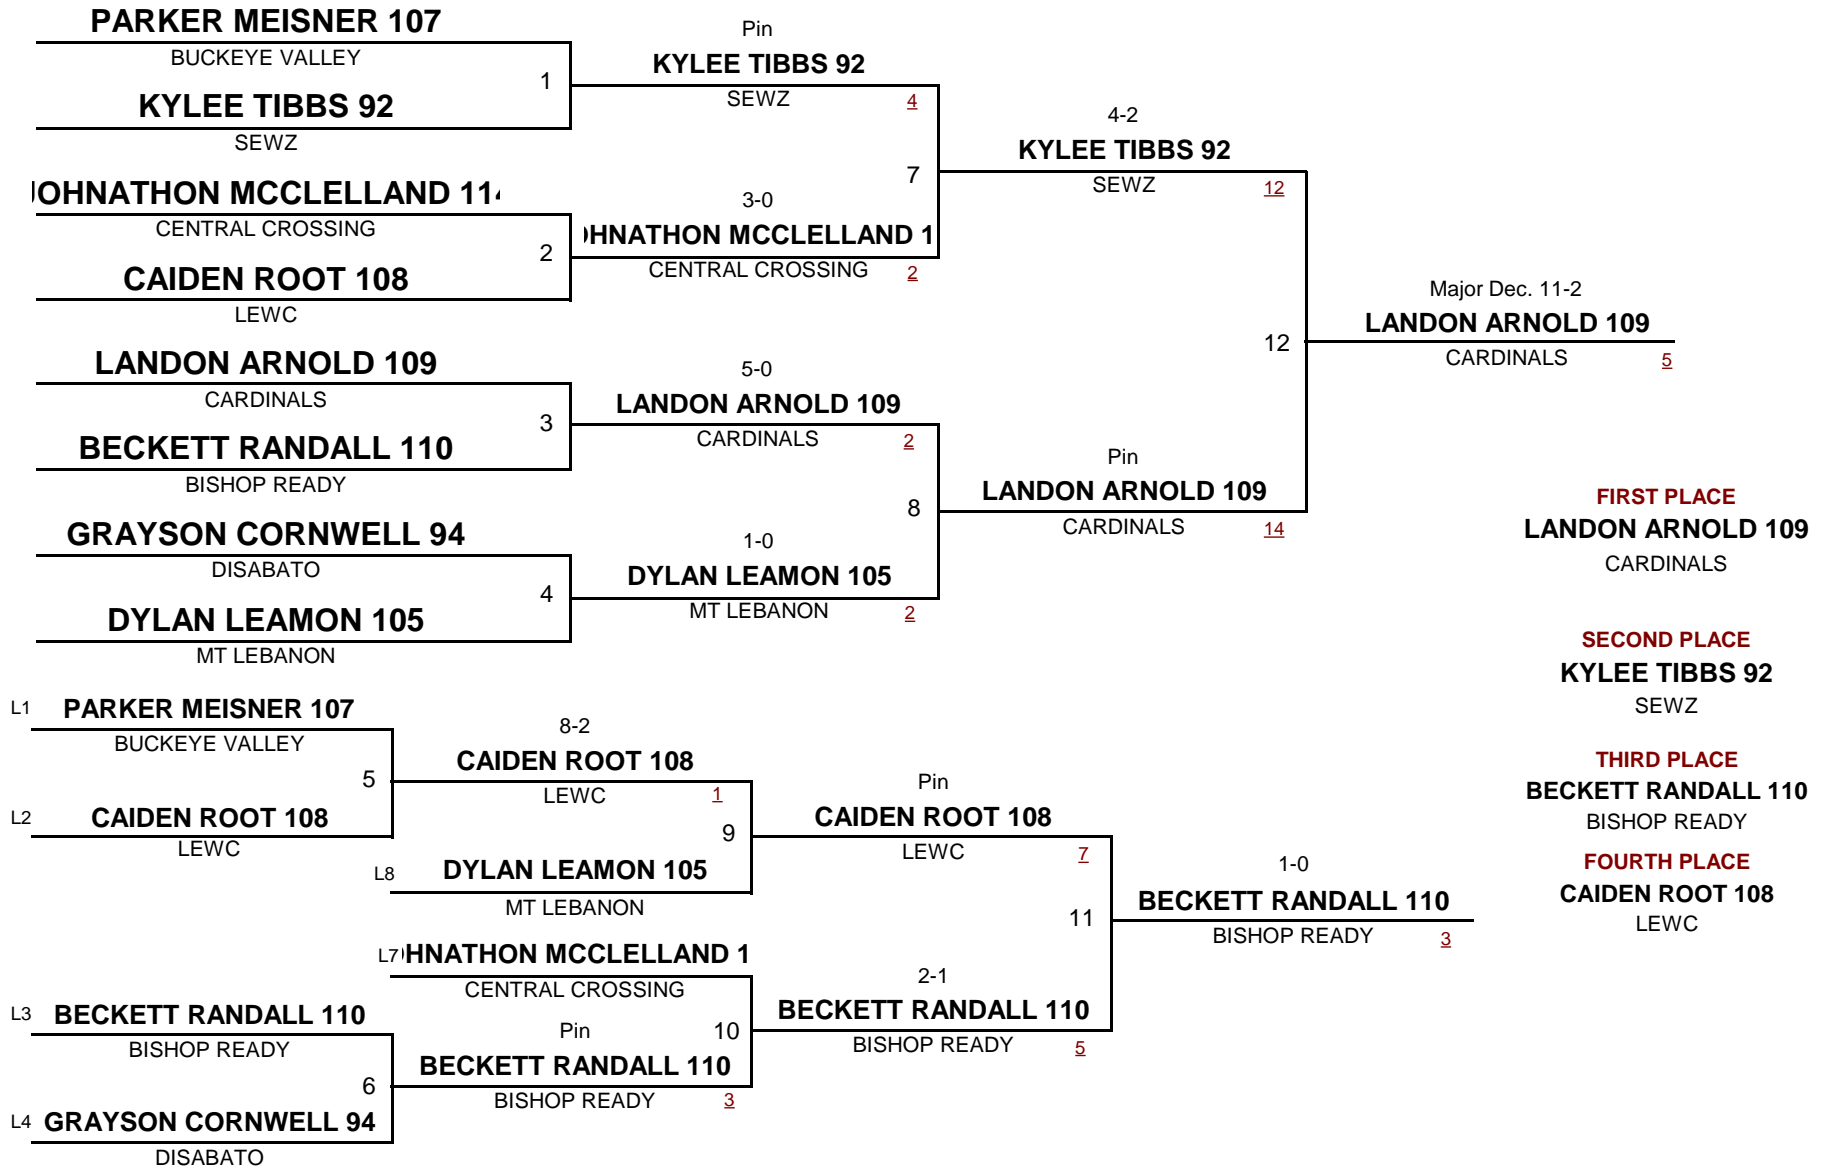 PARKER MEISNER 107
BUCKEYE VALLEY
1
KYLEE TIBBS 92
SEWZ
JOHNATHON MCCLELLAND 114
CENTRAL CROSSING
2
CAIDEN ROOT 108
LEWC
LANDON ARNOLD 109
CARDINALS
3
BECKETT RANDALL 110
BISHOP READY
GRAYSON CORNWELL 94
DISABATO
4
DYLAN LEAMON 105
MT LEBANON
Pin
KYLEE TIBBS 92
SEWZ 4
7
3-0
OHNATHON MCCLELLAND 1
CENTRAL CROSSING 2
5-0
LANDON ARNOLD 109
CARDINALS 2
8
1-0
DYLAN LEAMON 105
MT LEBANON 2
4-2
KYLEE TIBBS 92
SEWZ 12
12
Pin
LANDON ARNOLD 109
CARDINALS 14
Major Dec. 11-2
LANDON ARNOLD 109
CARDINALS 5
FIRST PLACE
LANDON ARNOLD 109
CARDINALS
SECOND PLACE
KYLEE TIBBS 92
SEWZ
THIRD PLACE
BECKETT RANDALL 110
BISHOP READY
FOURTH PLACE
CAIDEN ROOT 108
LEWC
L1 PARKER MEISNER 107
BUCKEYE VALLEY
5
L2 CAIDEN ROOT 108
LEWC
8-2
CAIDEN ROOT 108
LEWC 1
9
L8 DYLAN LEAMON 105
MT LEBANON
L7 OHNATHON MCCLELLAND 1
CENTRAL CROSSING
L3 BECKETT RANDALL 110
BISHOP READY
6
L4 GRAYSON CORNWELL 94
DISABATO
Pin
10
BECKETT RANDALL 110
BISHOP READY 3
Pin
CAIDEN ROOT 108
LEWC 7
11
2-1
BECKETT RANDALL 110
BISHOP READY 5
1-0
BECKETT RANDALL 110
BISHOP READY 3